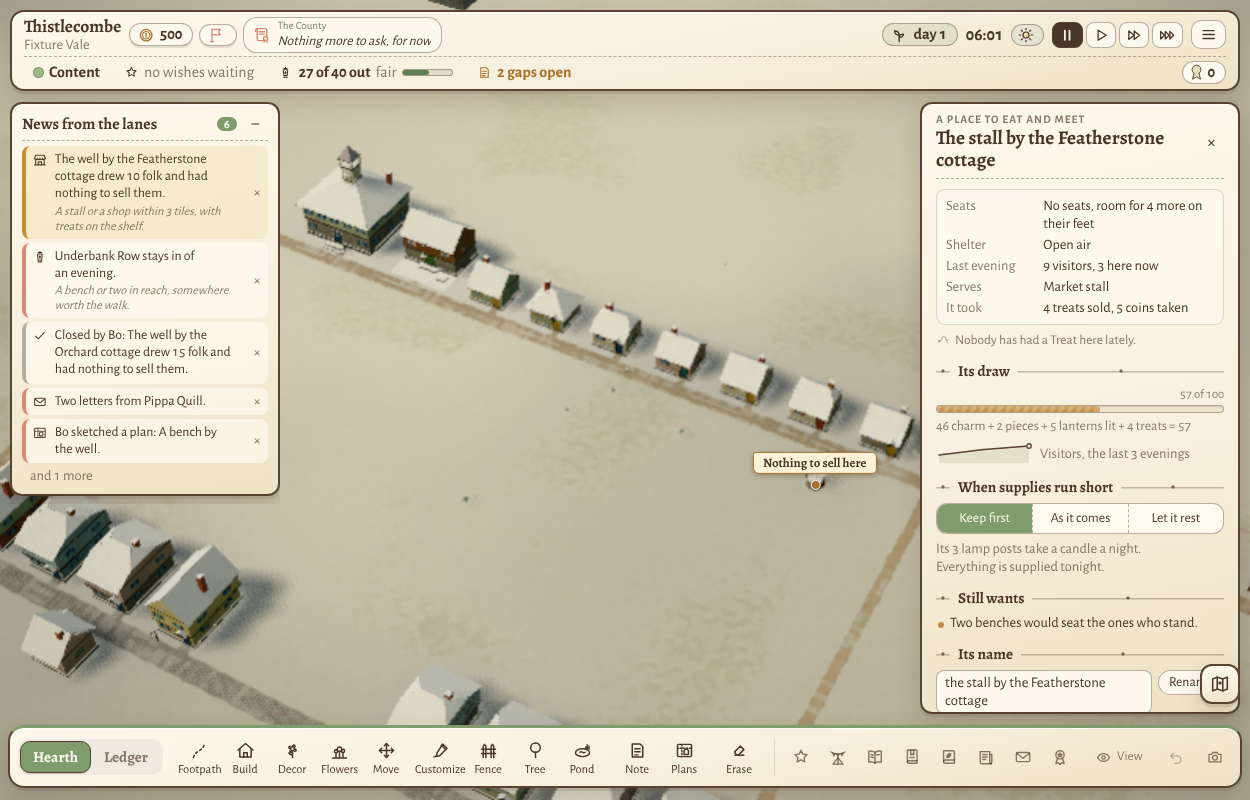 Thistlecombe
Fixture Vale
500
The County
Nothing more to ask, for now
day 1
06:01
Content
no wishes waiting
27 of 40 out fair
2 gaps open
0
News from the lanes
6
The well by the Featherstone
cottage drew 10 folk and had
nothing to sell them.
A stall or a shop within 3 tiles, with
treats on the shelf.
Underbank Row stays in of
an evening.
A bench or two in reach, somewhere
worth the walk.
Closed by Bo: The well by the
Orchard cottage drew 15 folk and
had nothing to sell them.
Two letters from Pippa Quill.
Bo sketched a plan: A bench by
the well.
and 1 more
Nothing to sell here
A PLACE TO EAT AND MEET
The stall by the Featherstone
cottage
Seats
No seats, room for 4 more on
their feet
Shelter
Open air
Last evening
9 visitors, 3 here now
Serves
Market stall
It took
4 treats sold, 5 coins taken
Nobody has had a Treat here lately.
Its draw
57 of 100
46 charm + 2 pieces + 5 lanterns lit + 4 treats = 57
Visitors, the last 3 evenings
When supplies run short
Keep first
As it comes
Let it rest
Its 3 lamp posts take a candle a night.
Everything is supplied tonight.
Still wants
Two benches would seat the ones who stand.
Its name
the stall by the Featherstone
cottage
Hearth
Ledger
Footpath
Build
Decor
Flowers
Move
Customize
Fence
Tree
Pond
Note
Plans
Erase
View